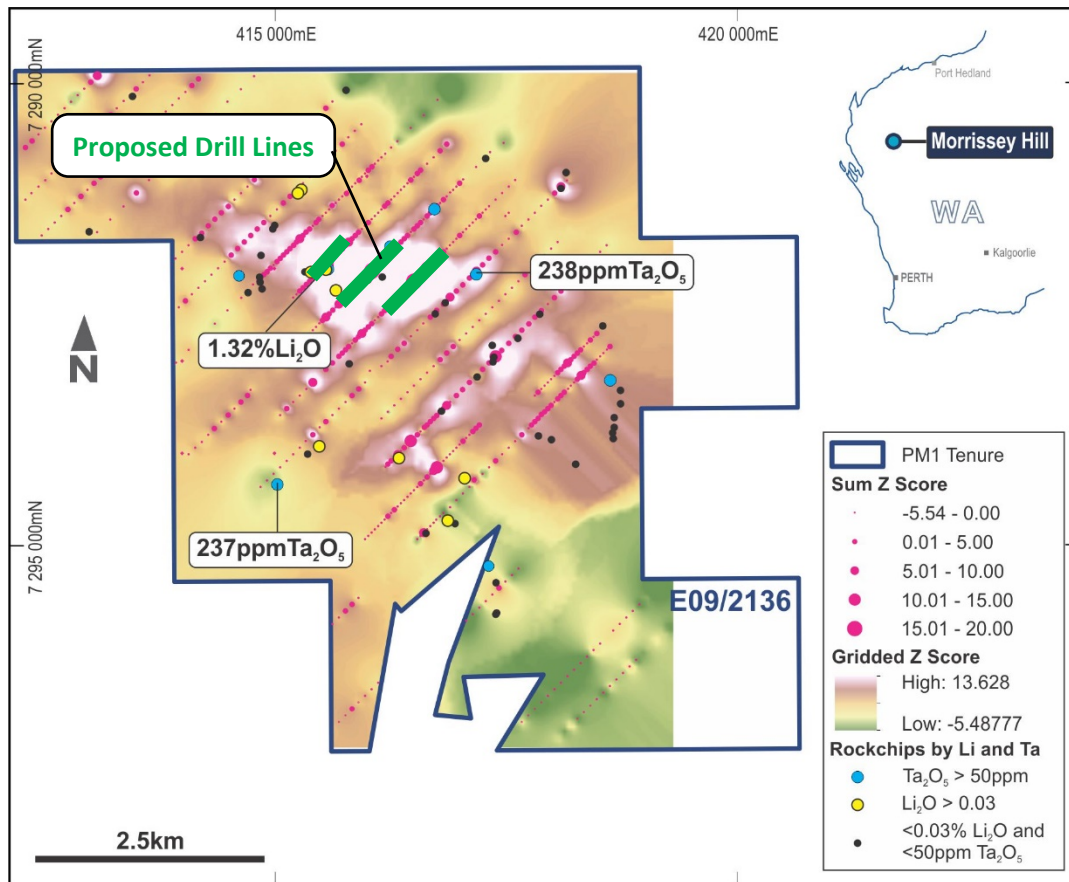 415 000mE
420 000mE
7 290 000mN
7 295 000mN
Proposed Drill Lines
238ppmTa₂O₅
1.32%Li₂O
237ppmTa₂O₅
E09/2136
N
2.5km
Port Hedland
Morrissey Hill
WA
Kalgoorlie
PERTH
PM1 Tenure
Sum Z Score
-5.54 - 0.00
0.01 - 5.00
5.01 - 10.00
10.01 - 15.00
15.01 - 20.00
Gridded Z Score
High: 13.628
Low: -5.48777
Rockchips by Li and Ta
Ta₂O₅ > 50ppm
Li₂O > 0.03
<0.03% Li₂O and
<50ppm Ta₂O₅